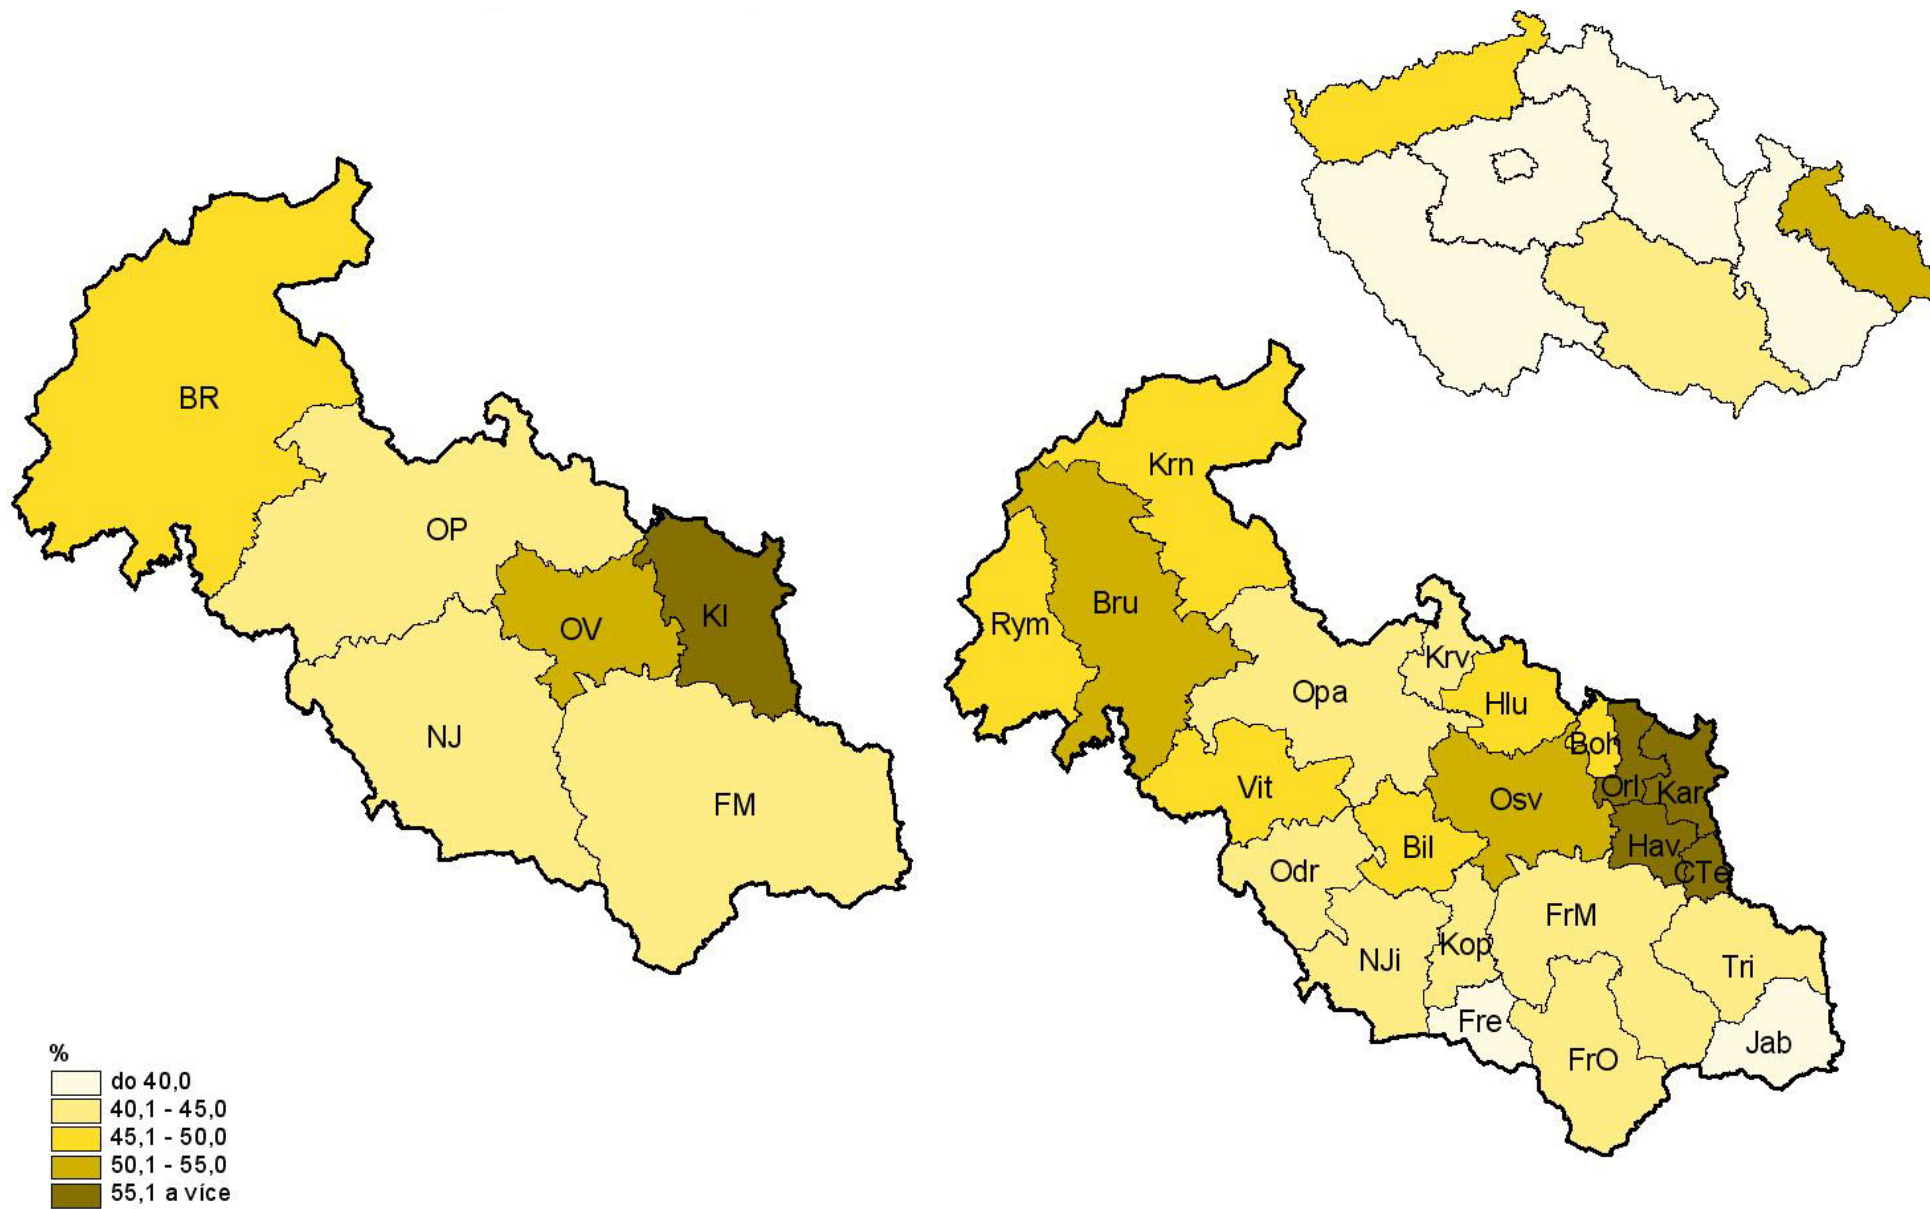 BR
OP
OV
KI
NJ
FM
Krn
Bru
Rym
Krv
Opa
Hlu
Boh
Vit
Osv
Orl
Kar
Bil
Hav
Odr
CTe
FrM
Kop
NJi
Tri
Fre
Jab
FrO
%
do 40,0
40,1 - 45,0
45,1 - 50,0
50,1 - 55,0
55,1 a více